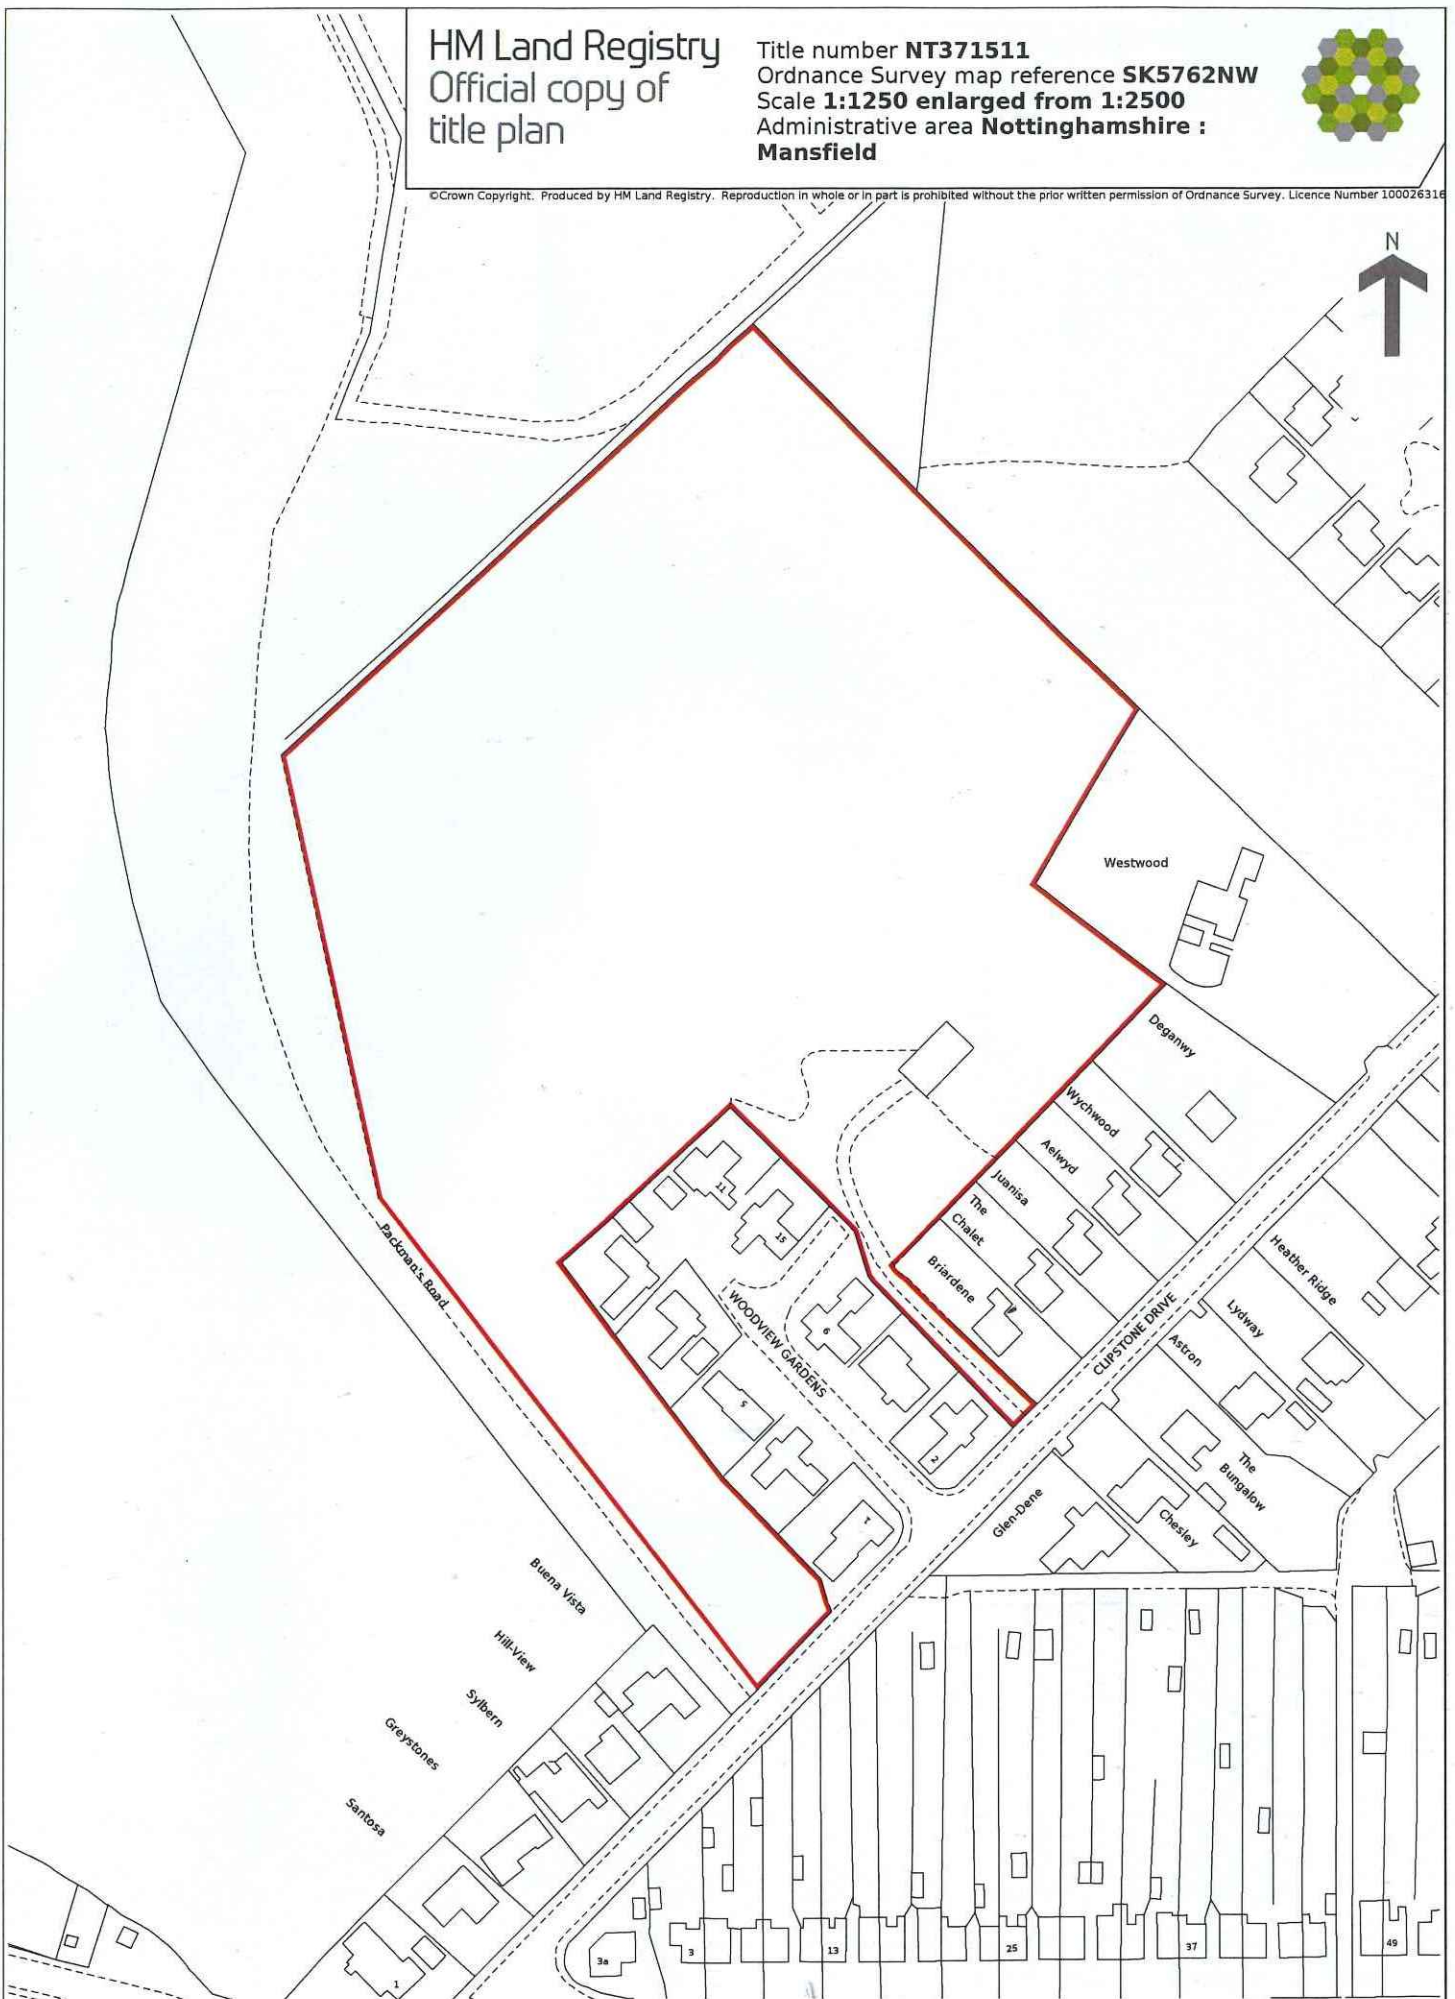 HM Land Registry
Official copy of
title plan
Title number NT371511
Ordnance Survey map reference SK5762NW
Scale 1:1250 enlarged from 1:2500
Administrative area Nottinghamshire :
Mansfield
©Crown Copyright. Produced by HM Land Registry. Reproduction in whole or in part is prohibited without the prior written permission of Ordnance Survey. Licence Number 100026316
N
Westwood
Deganwy
Wychwood
Aelwyd
Juanisa
The
Chalet
Briardene
11
15
Packman's Road
WOODVIEW GARDENS
6
5
2
1
CLIPSTONE DRIVE
Heather Ridge
Lydway
Astron
The
Bungalow
Chesley
Glen-Dene
Buena Vista
Hill-View
Sylbern
Greystones
Santosa
1
3a
3
13
25
37
49